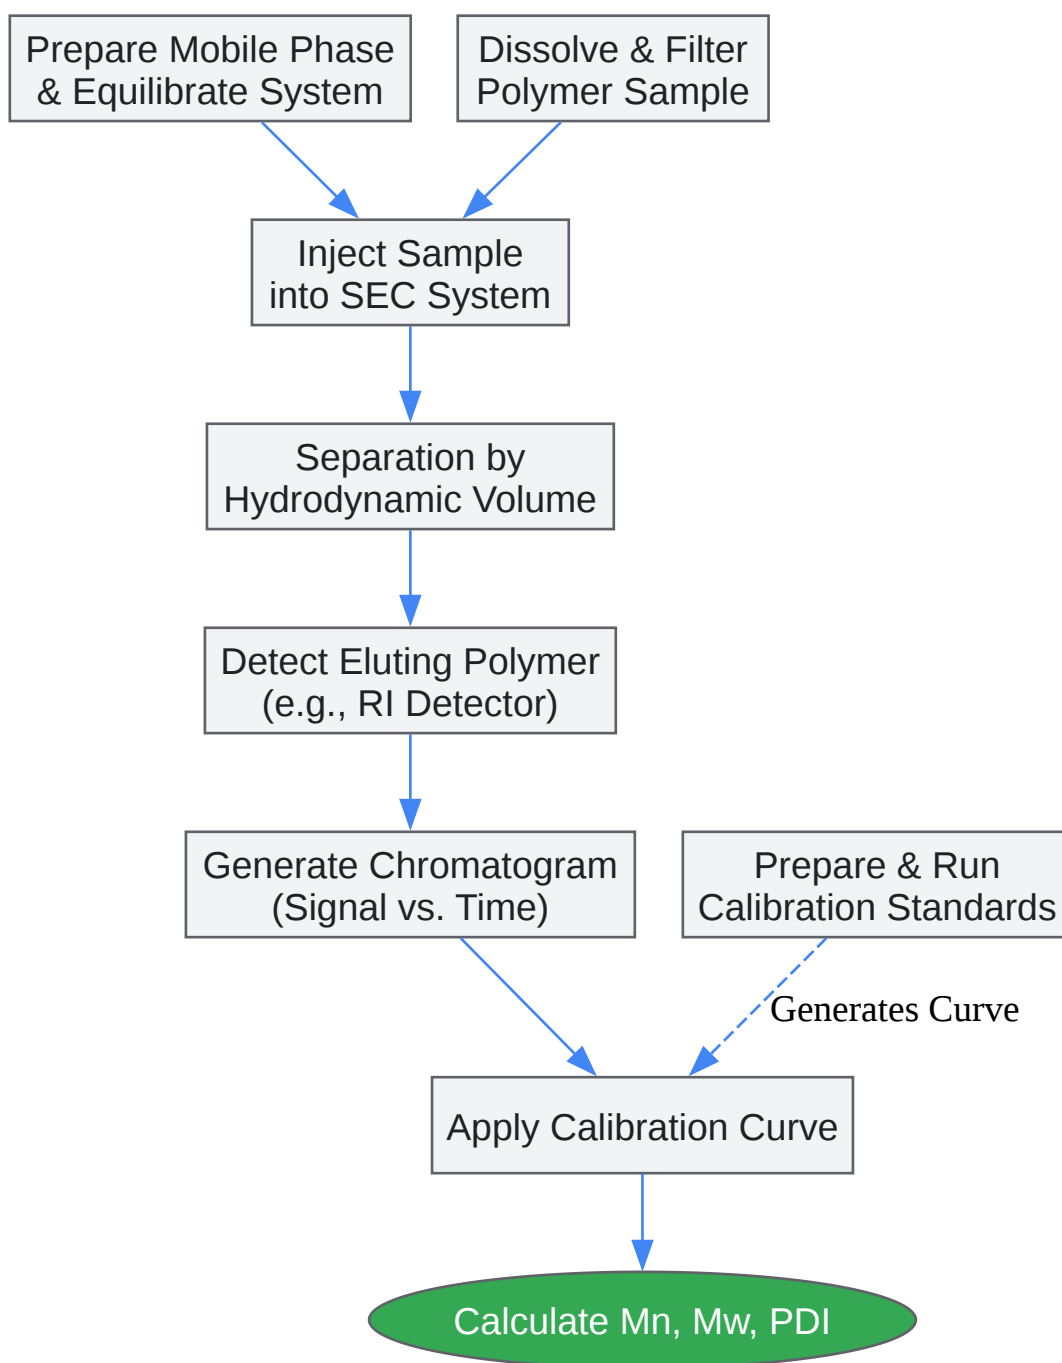 Prepare Mobile Phase
& Equilibrate System
Dissolve & Filter
Polymer Sample
Inject Sample
into SEC System
Separation by
Hydrodynamic Volume
Detect Eluting Polymer
(e.g., RI Detector)
Generate Chromatogram
(Signal vs. Time)
Prepare & Run
Calibration Standards
Generates Curve
Apply Calibration Curve
Calculate Mn, Mw, PDI